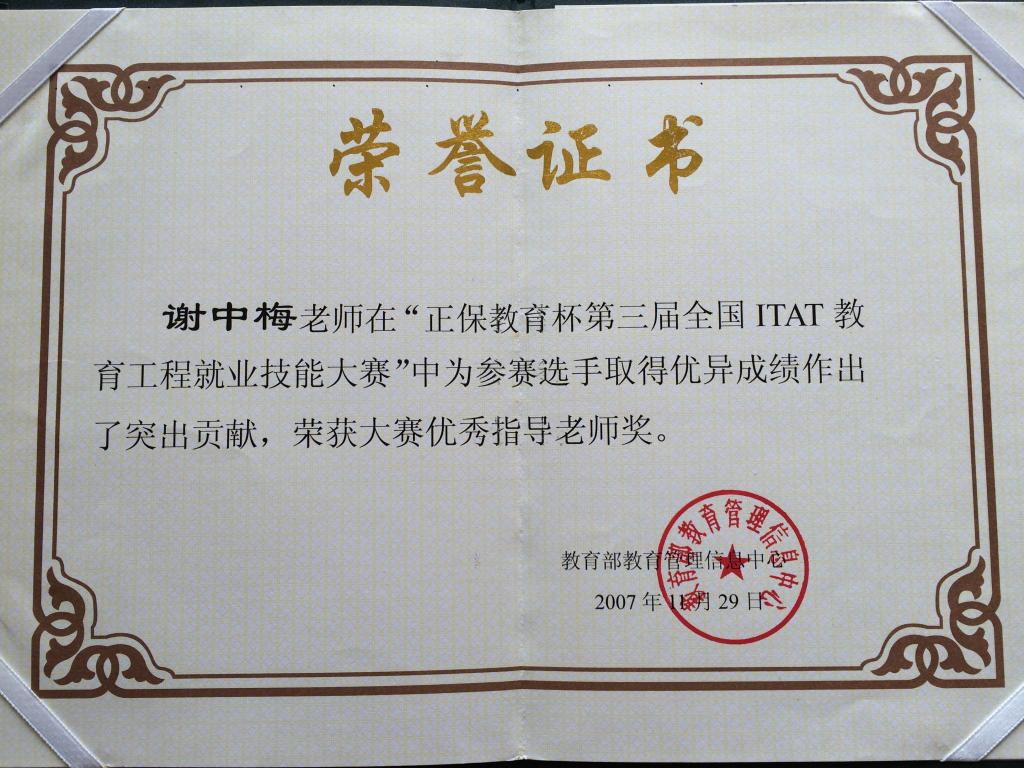 荣誉证书
谢中梅老师在“正保教育杯第三届全国 ITAT 教
育工程就业技能大赛”中为参赛选手取得优异成绩作出
了突出贡献，荣获大赛优秀指导老师奖。
教育部教育管理信息中心
2007 年 11 月 29 日
教育部教育管理信息中心